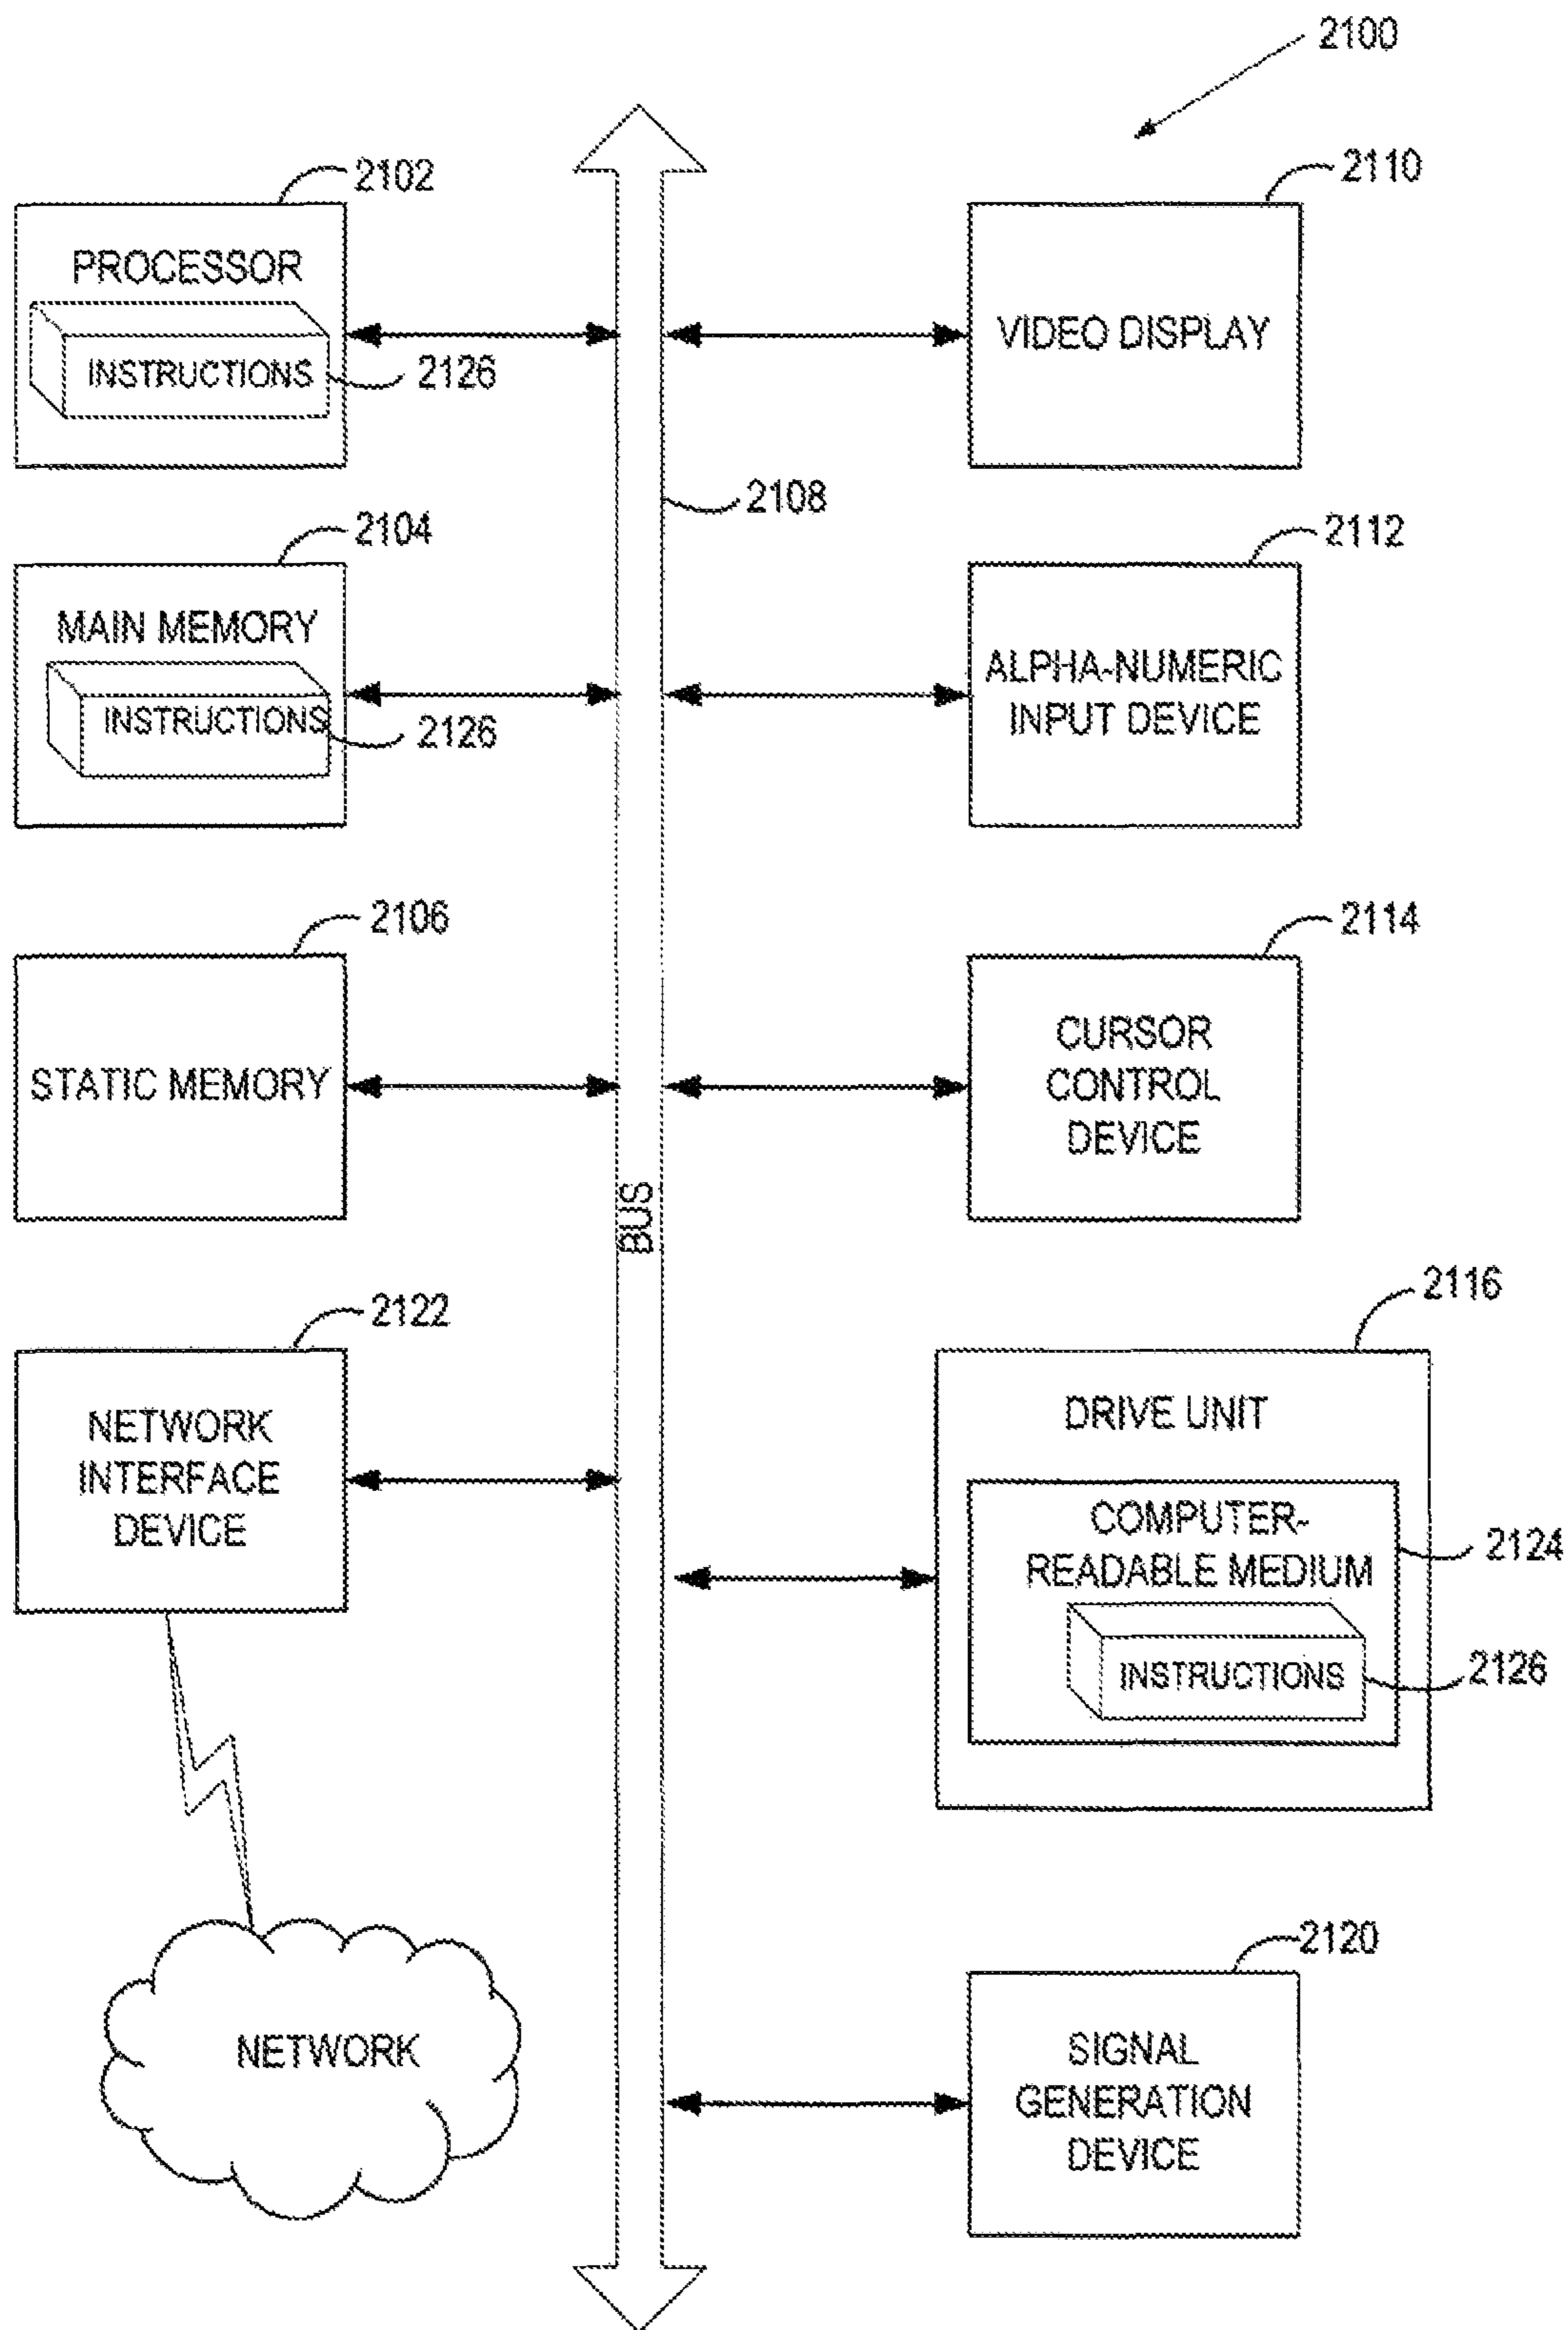 2100
2102
PROCESSOR
INSTRUCTIONS
2126
2110
VIDEO DISPLAY
2108
2104
MAIN MEMORY
INSTRUCTIONS
2126
2112
ALPHA-NUMERIC
INPUT DEVICE
2106
STATIC MEMORY
2114
CURSOR
CONTROL
DEVICE
BUS
2122
NETWORK
INTERFACE
DEVICE
2116
DRIVE UNIT
COMPUTER-
READABLE MEDIUM
2124
INSTRUCTIONS
2126
NETWORK
2120
SIGNAL
GENERATION
DEVICE